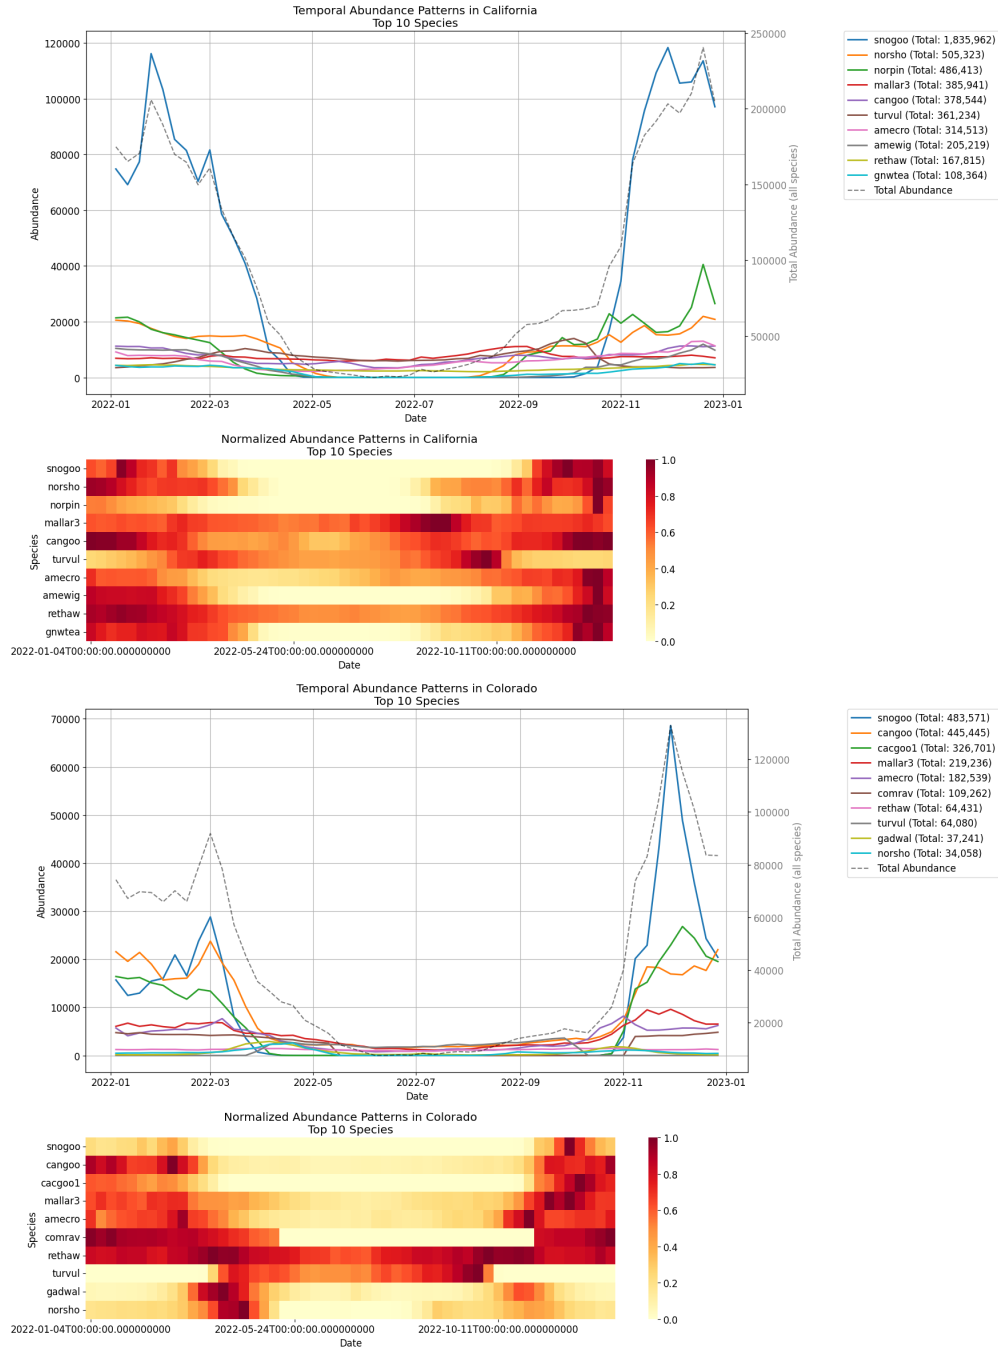 Temporal Abundance Patterns in California
Top 10 Species
120000
100000
80000
60000
40000
20000
0
Abundance
250000
200000
150000
100000
50000
Total Abundance (all species)
2022-01
2022-03
2022-05
2022-07
2022-09
2022-11
2023-01
Date
snogoo (Total: 1,835,962)
norsho (Total: 505,323)
norpin (Total: 486,413)
mallar3 (Total: 385,941)
cangoo (Total: 378,544)
turvul (Total: 361,234)
amecro (Total: 314,513)
amewig (Total: 205,219)
rethaw (Total: 167,815)
gnwtea (Total: 108,364)
Total Abundance
Normalized Abundance Patterns in California
Top 10 Species
snogoo
norsho
norpin
mallar3
cangoo
turvul
amecro
amewig
rethaw
gnwtea
Species
2022-01-04T00:00:00.000000000
2022-05-24T00:00:00.000000000
2022-10-11T00:00:00.000000000
Date
1.0
0.8
0.6
0.4
0.2
0.0
Temporal Abundance Patterns in Colorado
Top 10 Species
70000
60000
50000
40000
30000
20000
10000
0
Abundance
120000
100000
80000
60000
40000
20000
Total Abundance (all species)
2022-01
2022-03
2022-05
2022-07
2022-09
2022-11
2023-01
Date
snogoo (Total: 483,571)
cangoo (Total: 445,445)
cacgoo1 (Total: 326,701)
mallar3 (Total: 219,236)
amecro (Total: 182,539)
comrav (Total: 109,262)
rethaw (Total: 64,431)
turvul (Total: 64,080)
gadwal (Total: 37,241)
norsho (Total: 34,058)
Total Abundance
Normalized Abundance Patterns in Colorado
Top 10 Species
snogoo
cangoo
cacgoo1
mallar3
amecro
comrav
rethaw
turvul
gadwal
norsho
Species
2022-01-04T00:00:00.000000000
2022-05-24T00:00:00.000000000
2022-10-11T00:00:00.000000000
Date
1.0
0.8
0.6
0.4
0.2
0.0